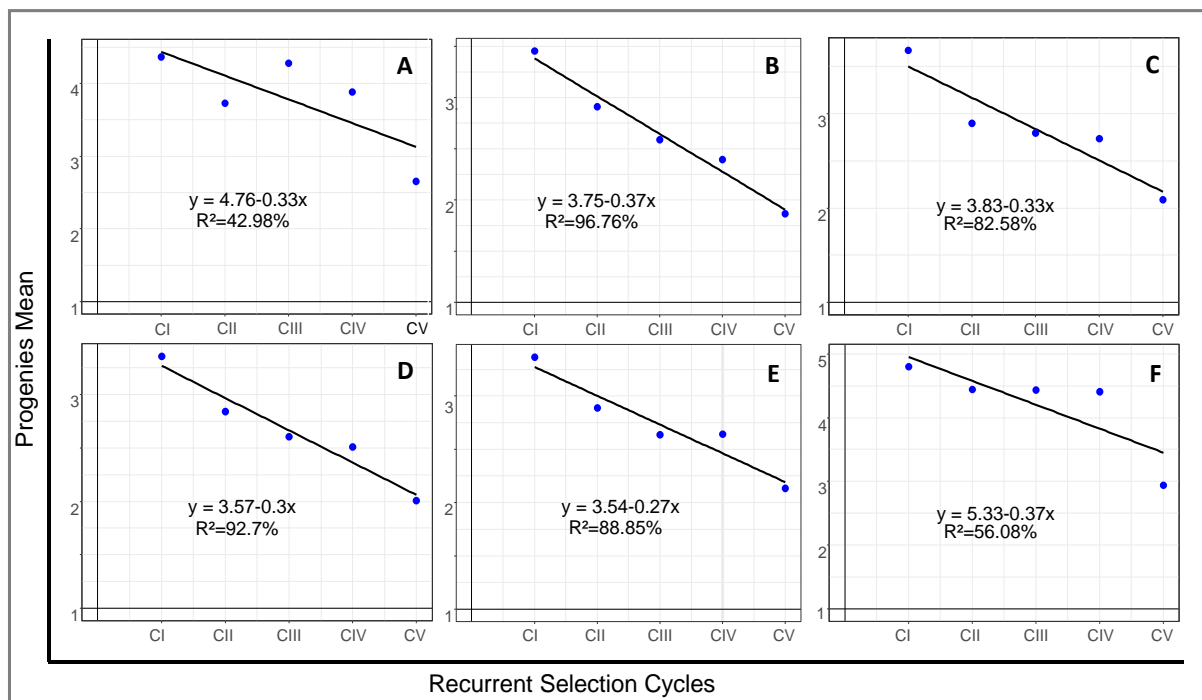 Progenies Mean
A
4
3
2
1
y = 4.76-0.33x
R²=42.98%
CI CII CIII CIV CV
B
3
2
1
y = 3.75-0.37x
R²=96.76%
CI CII CIII CIV CV
C
3
2
1
y = 3.83-0.33x
R²=82.58%
CI CII CIII CIV CV
D
3
2
1
y = 3.57-0.3x
R²=92.7%
CI CII CIII CIV CV
E
3
2
1
y = 3.54-0.27x
R²=88.85%
CI CII CIII CIV CV
F
5
4
3
2
1
y = 5.33-0.37x
R²=56.08%
CI CII CIII CIV CV
Recurrent Selection Cycles